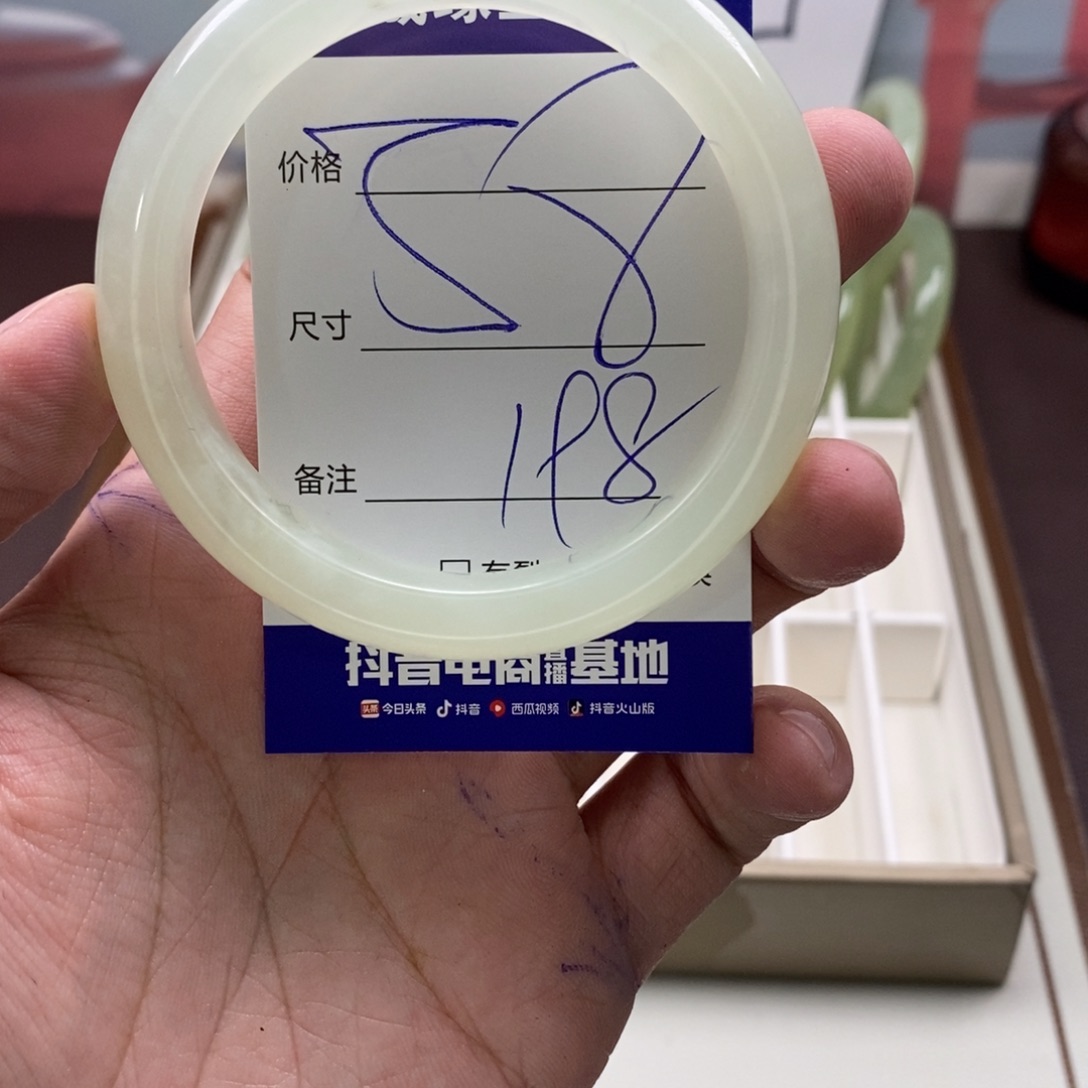 价格
58
尺寸
198
备注
抖音电商直播基地
今日头条 抖音 西瓜视频 抖音火山版